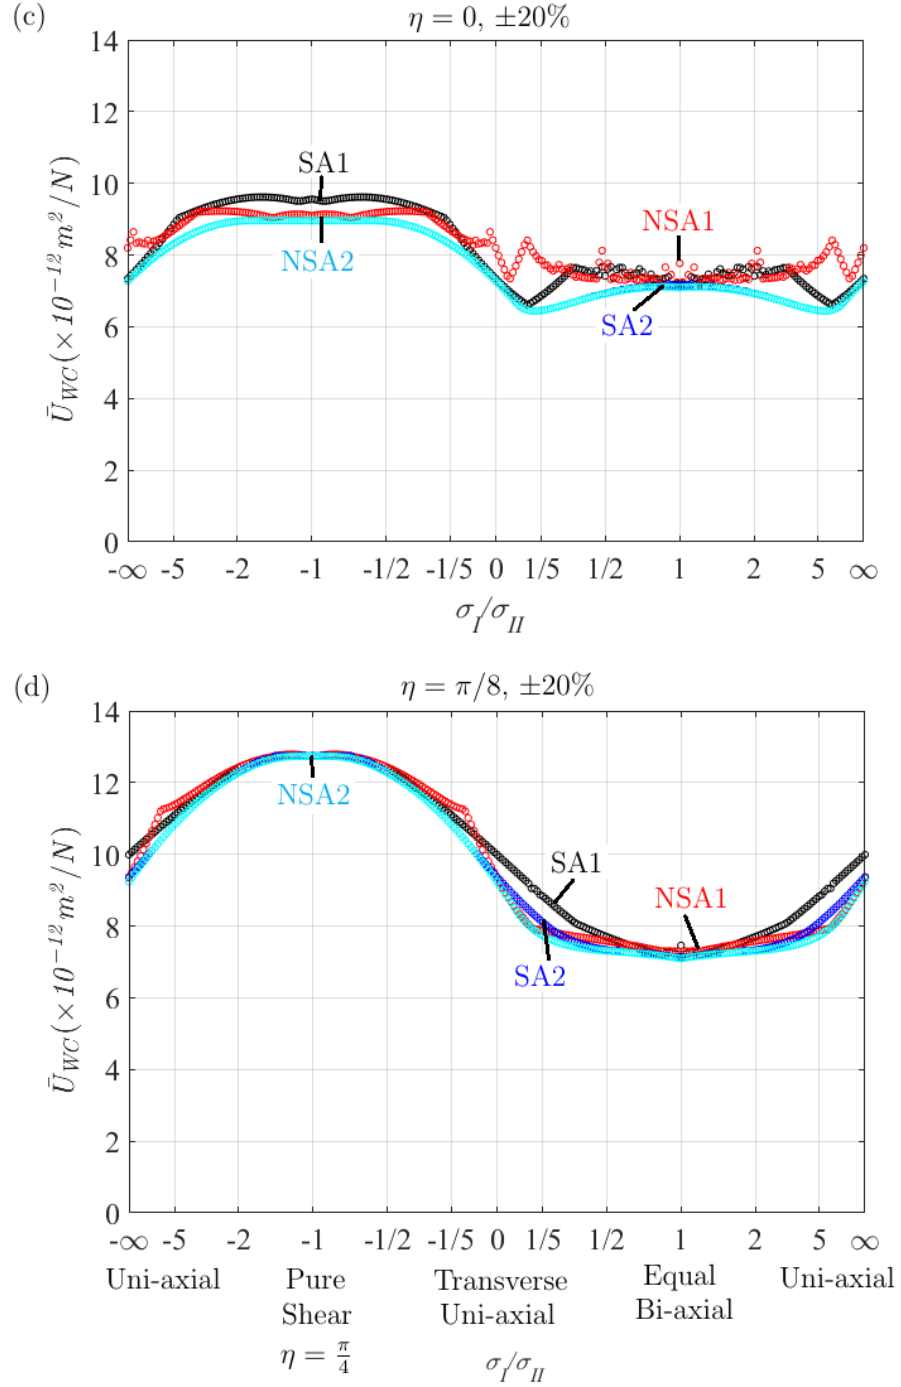 (c)
η = 0, ±20%
14
12
10
8
6
4
2
0
Ū_WC(×10⁻¹²m²/N)
SA1
NSA2
NSA1
SA2
-∞ -5 -2 -1 -1/2 -1/5 0 1/5 1/2 1 2 5 ∞
σ_I/σ_II
(d)
η = π/8, ±20%
14
12
10
8
6
4
2
0
Ū_WC(×10⁻¹²m²/N)
NSA2
SA1
NSA1
SA2
-∞ -5 -2 -1 -1/2 -1/5 0 1/5 1/2 1 2 5 ∞
Uni-axial Pure Transverse Equal Uni-axial
Shear Uni-axial Bi-axial
η = π/4
σ_I/σ_II